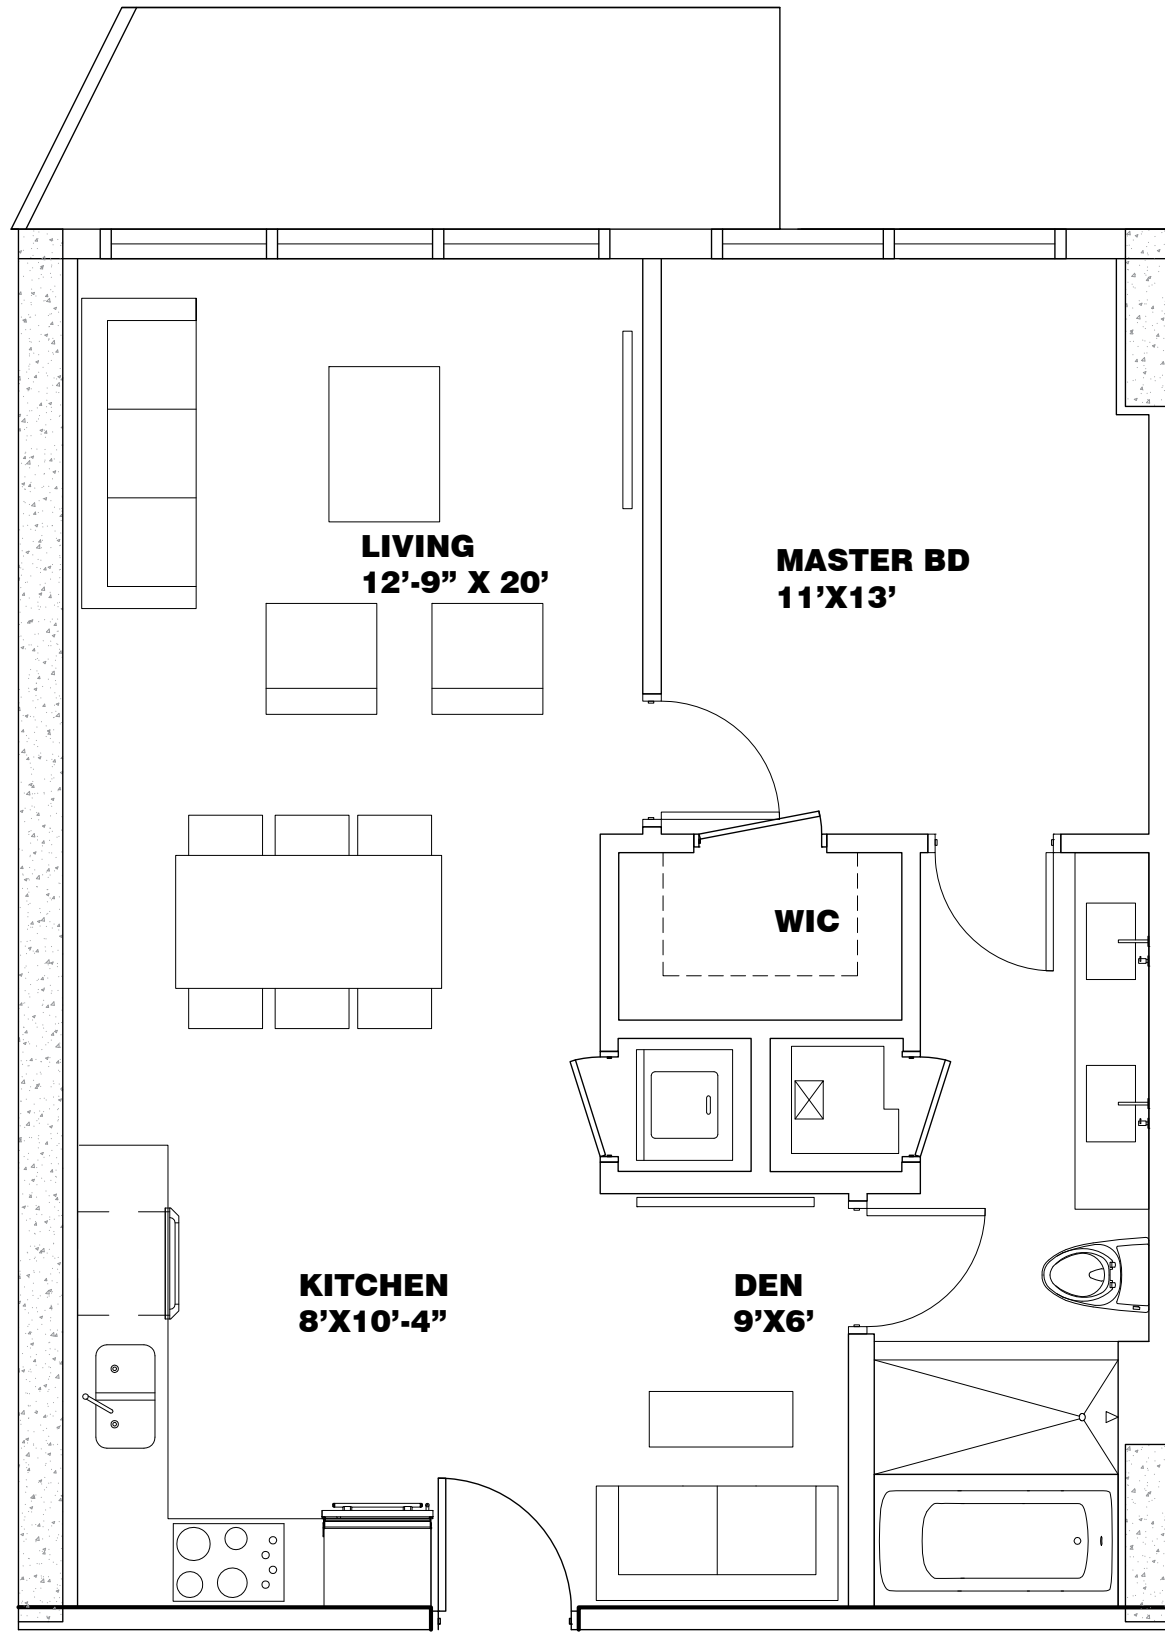 LIVING
12’-9” X 20’
MASTER BD
11’X13’
WIC
KITCHEN
8’X10’-4”
DEN
9’X6’